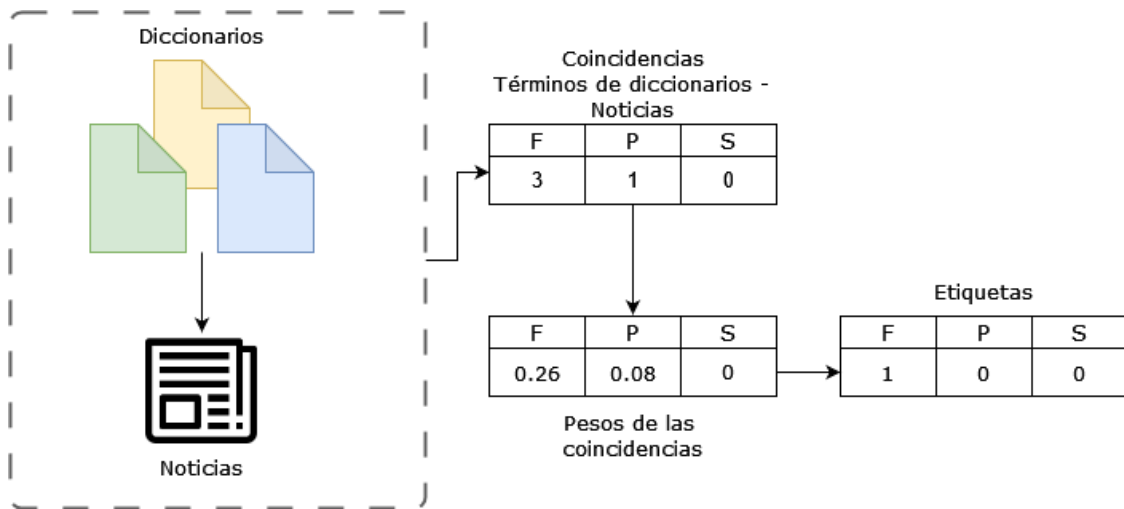 Diccionarios
Noticias
Coincidencias
Términos de diccionarios -
Noticias
F P S
3 1 0
F P S
0.26 0.08 0
Pesos de las
coincidencias
Etiquetas
F P S
1 0 0